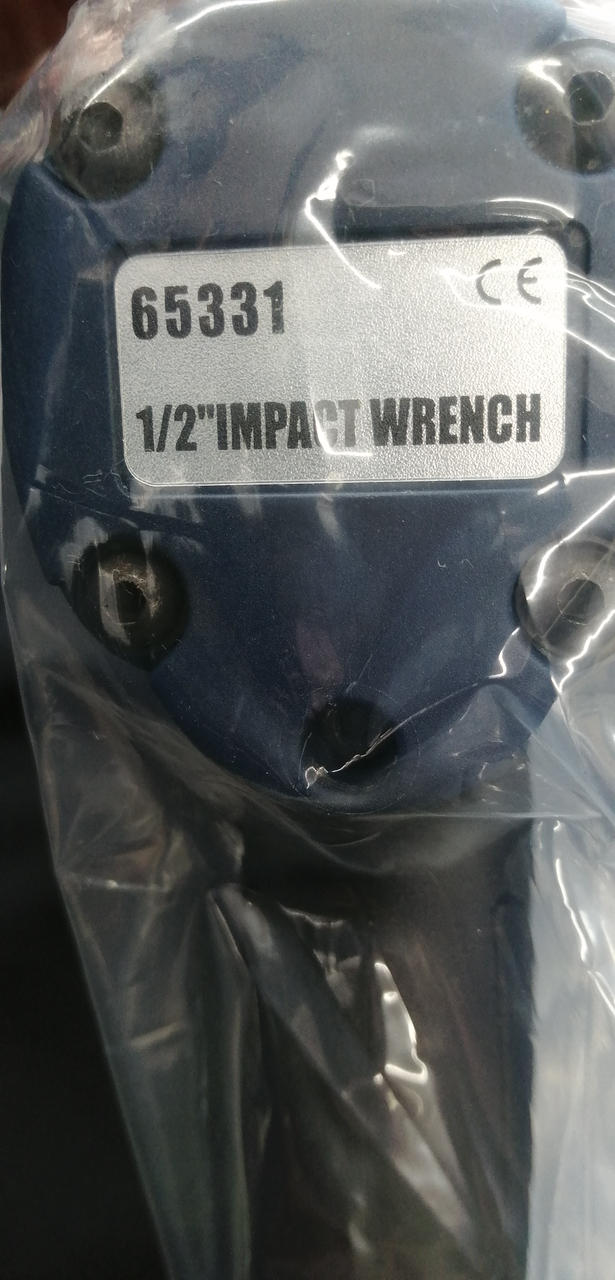 65331 CE
1/2"IMPACT WRENCH